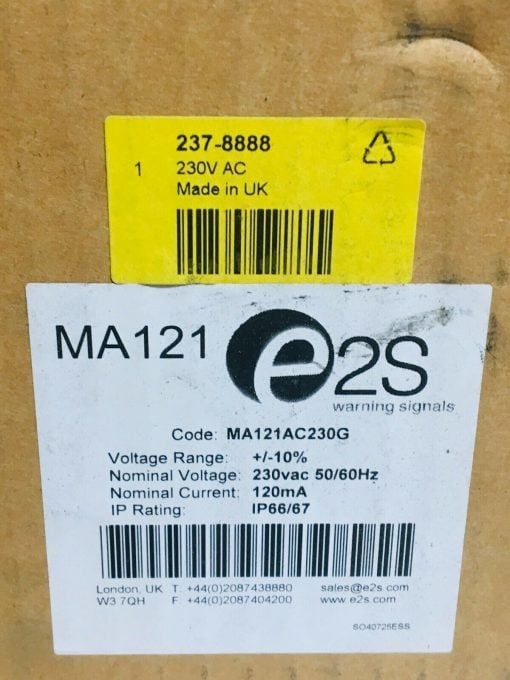 237-8888
1
230V AC
Made in UK
MA121
e2S
warning signals
Code: MA121AC230G
Voltage Range: +/-10%
Nominal Voltage: 230vac 50/60Hz
Nominal Current: 120mA
IP Rating: IP66/67
London, UK T: +44(0)2087438880 sales@e2s.com
W3 7QH F: +44(0)2087404200 www.e2s.com
SO40725ESS